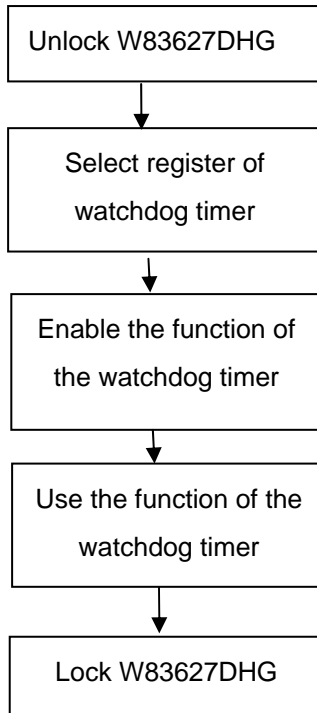 Unlock W83627DHG
Select register of
watchdog timer
Enable the function of
the watchdog timer
Use the function of the
watchdog timer
Lock W83627DHG